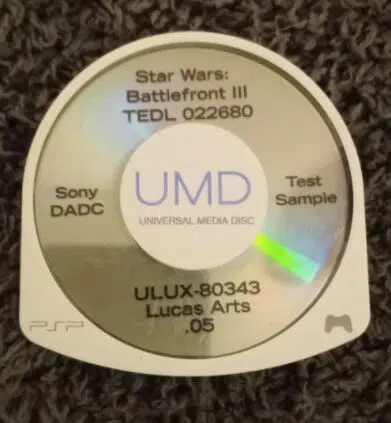 Star Wars:
Battlefront III
TEDL 022680
Sony
DADC
UMD
UNIVERSAL MEDIA DISC
Test
Sample
ULUX-80343
Lucas Arts
.05
PSP